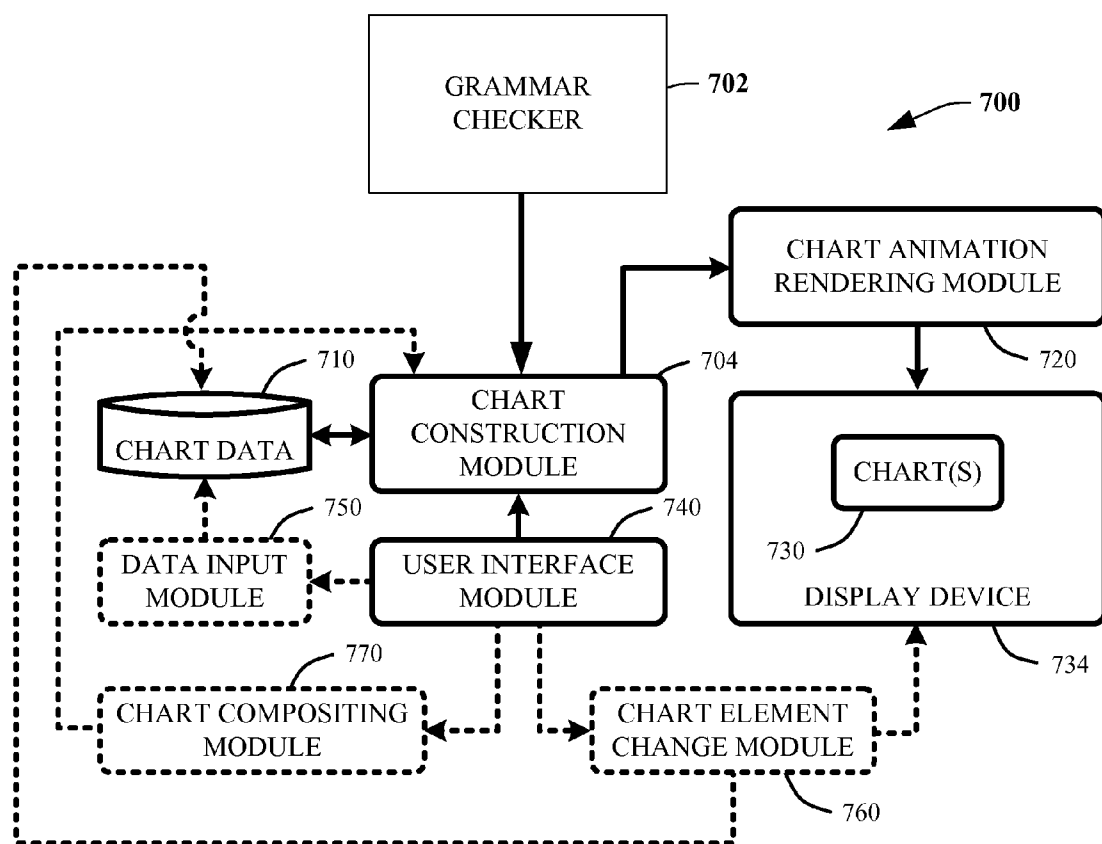 GRAMMAR
CHECKER
702
700
CHART ANIMATION
RENDERING MODULE
720
710
CHART DATA
704
CHART
CONSTRUCTION
MODULE
CHART(S)
730
DISPLAY DEVICE
734
750
DATA INPUT
MODULE
740
USER INTERFACE
MODULE
770
CHART COMPOSITING
MODULE
CHART ELEMENT
CHANGE MODULE
760